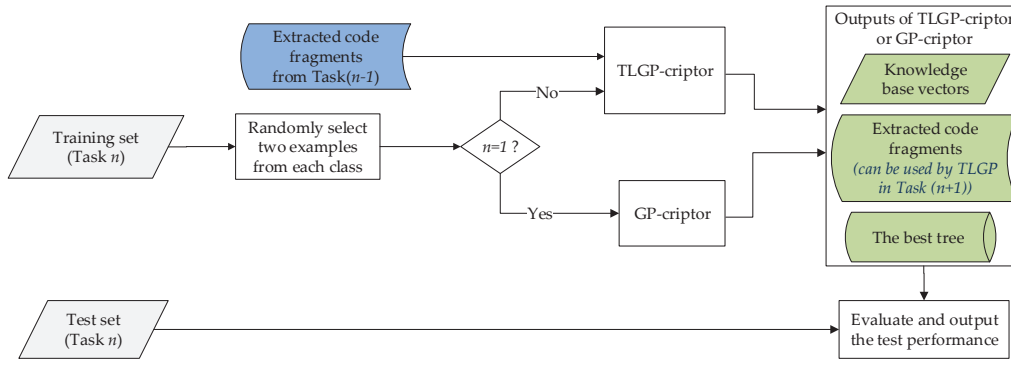 Extracted code
fragments
from Task(n-1)
TLGP-criptor
Outputs of TLGP-criptor
or GP-criptor
Knowledge
base vectors
Extracted code
fragments
(can be used by TLGP
in Task (n+1))
The best tree
No
Training set
(Task n)
Randomly select
two examples
from each class
n=1 ?
Yes
GP-criptor
Test set
(Task n)
Evaluate and output
the test performance